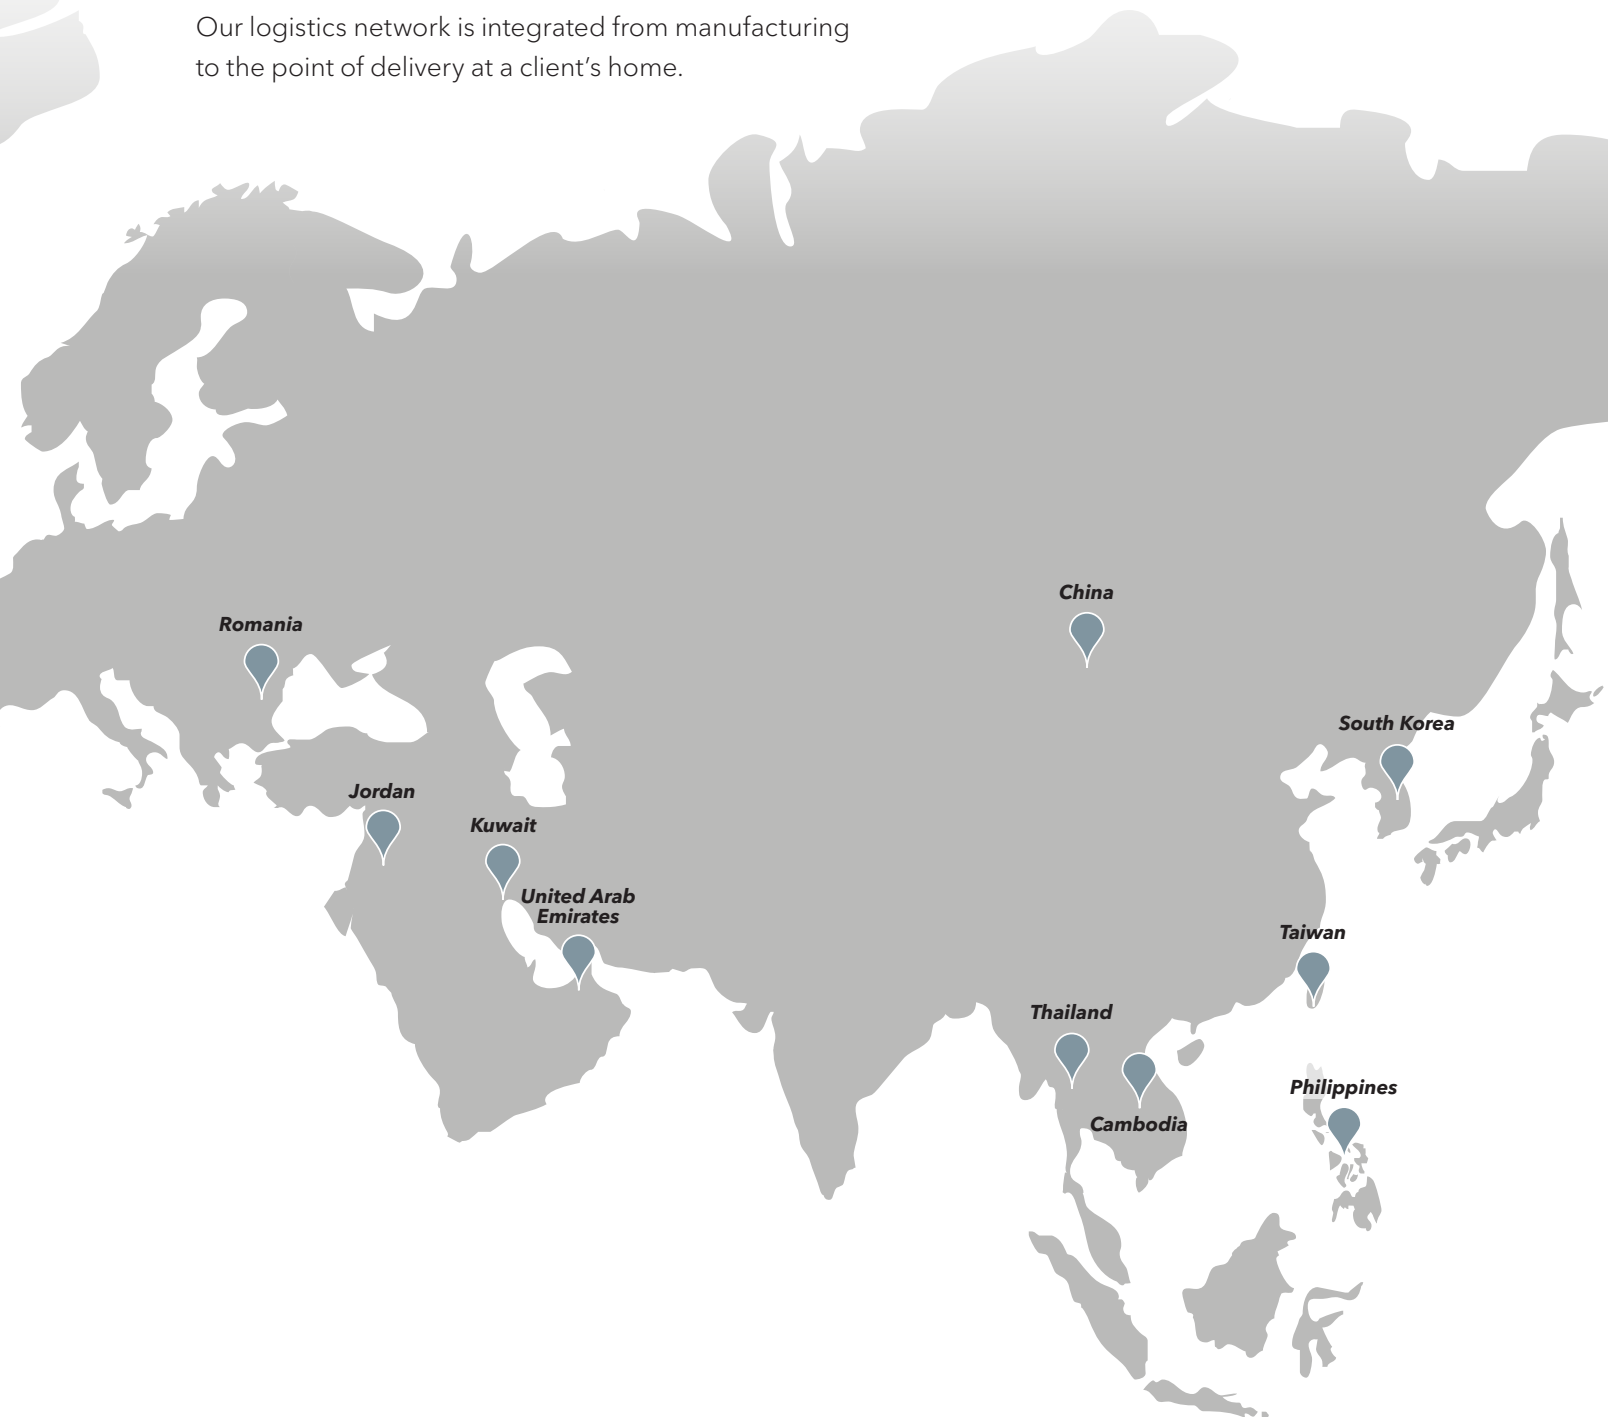 Our logistics network is integrated from manufacturing
to the point of delivery at a client’s home.
China
Romania
South Korea
Jordan
Kuwait
United Arab
Emirates
Taiwan
Thailand
Philippines
Cambodia